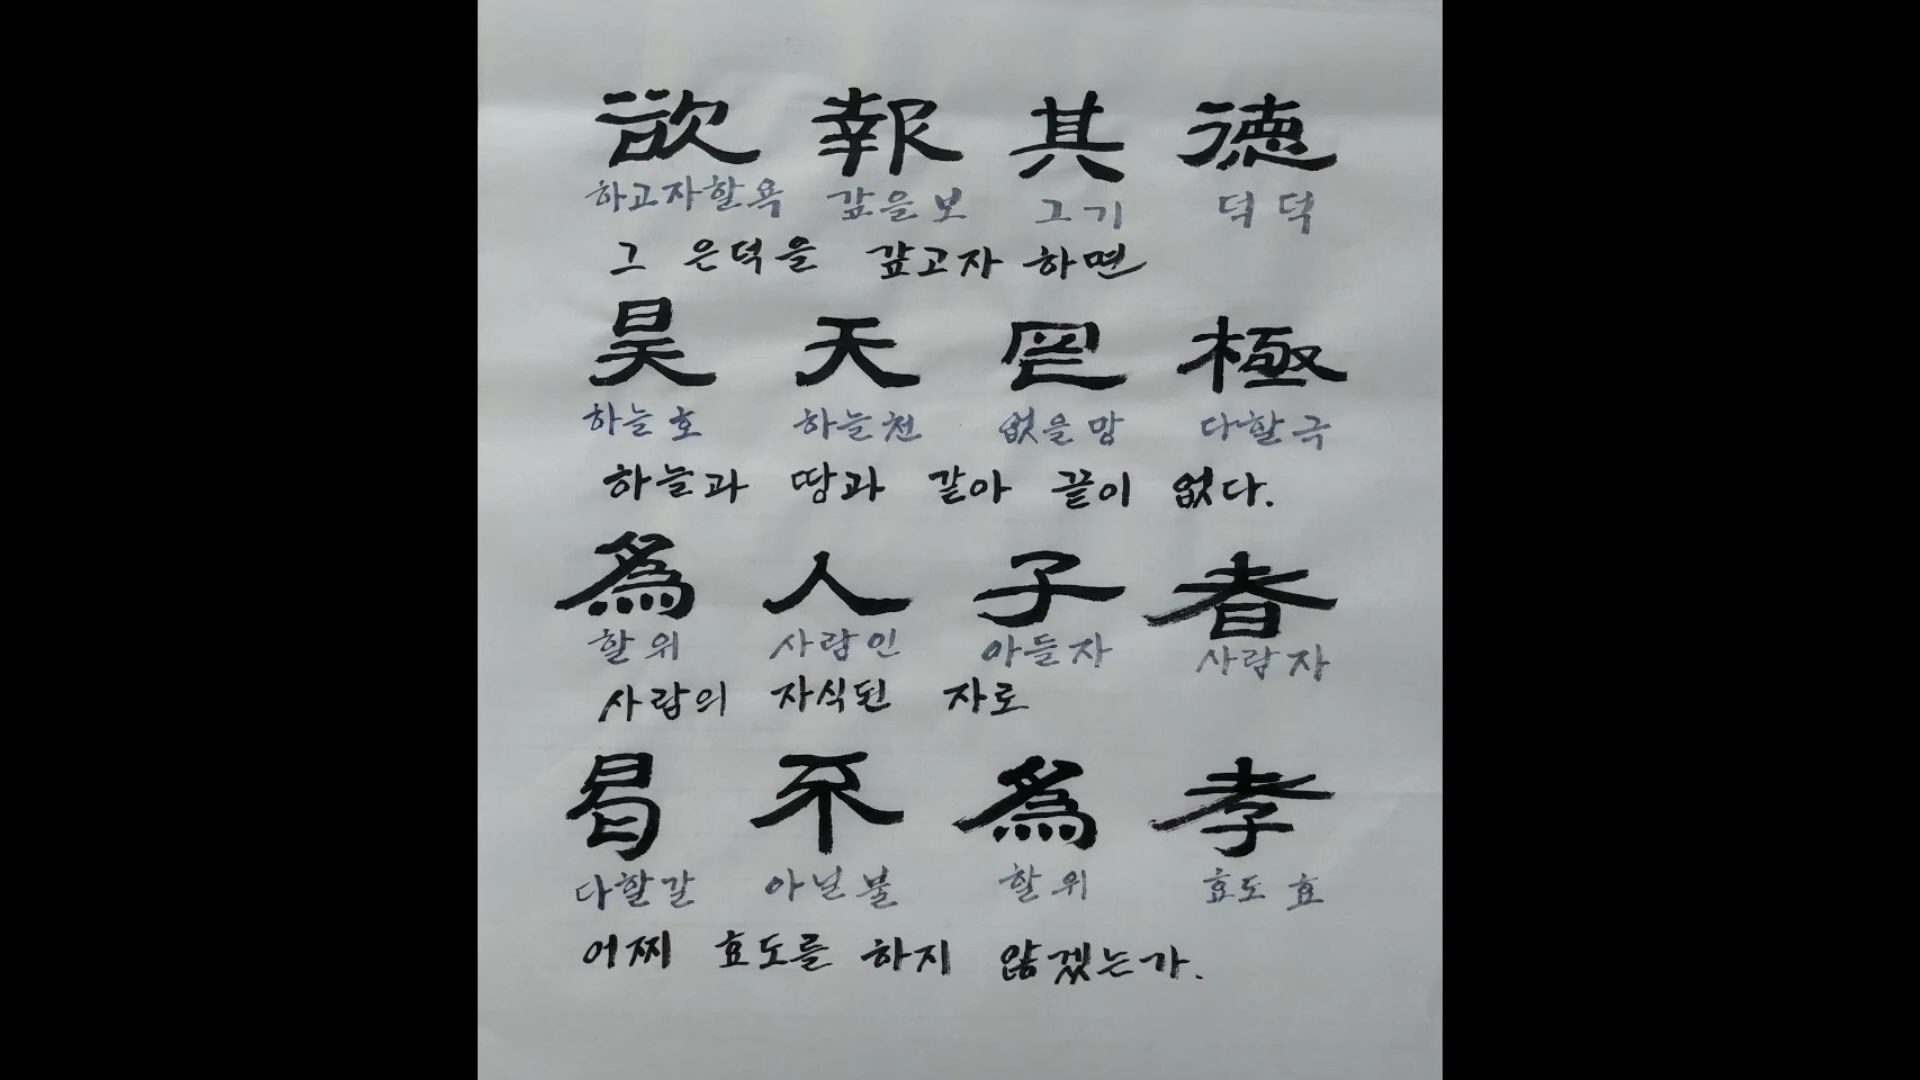 欲 報 其 德
하고자할 욕 갚을 보 그 기 덕 덕
그 은덕을 갚고자 하면
昊 天 罔 極
하늘 호 하늘 천 없을 망 다할 극
하늘과 땅과 같아 끝이 없다.
爲 人 子 者
할 위 사람 인 아들 자 사람 자
사람의 자식된 자로
曷 不 爲 孝
다할 갈 아닐 불 할 위 효도 효
어찌 효도를 하지 않겠는가.